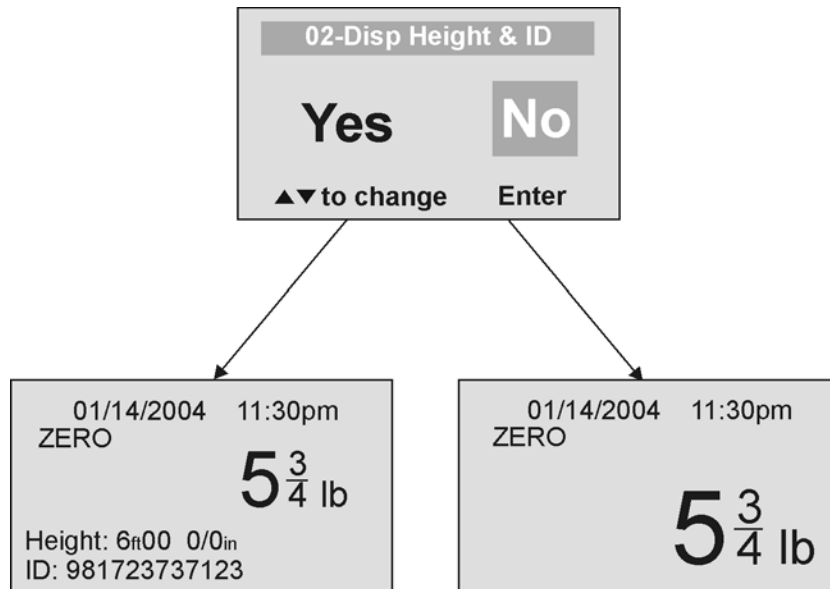 02-Disp Height & ID
Yes No
▲▼ to change Enter
01/14/2004 11:30pm
ZERO
5 3/4 lb
Height: 6ft00 0/0in
ID: 981723737123
01/14/2004 11:30pm
ZERO
5 3/4 lb